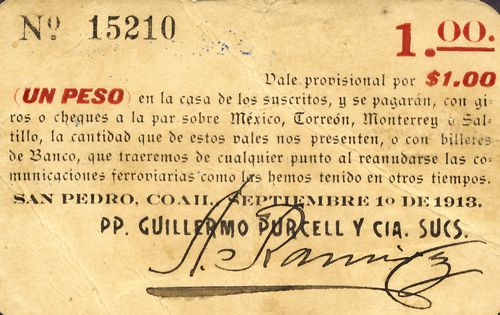 Nº 15210
1.00.
Vale provisional por $1.00
(UN PESO) en la casa de los suscritos, y se pagarán, con gi-
ros o cheques a la par sobre México, Torreón, Monterrey o Sal-
tillo, la cantidad que de estos vales nos presenten, o con billetes
de Banco, que traeremos de cualquier punto al reanudarse las co-
municaciones ferroviarias como las hemos tenido en otros tiempos.
SAN PEDRO, COAH. SEPTIEMBRE 1o DE 1913.
PP. GUILLERMO PURCELL Y CIA. SUCS.
A. Ramirez